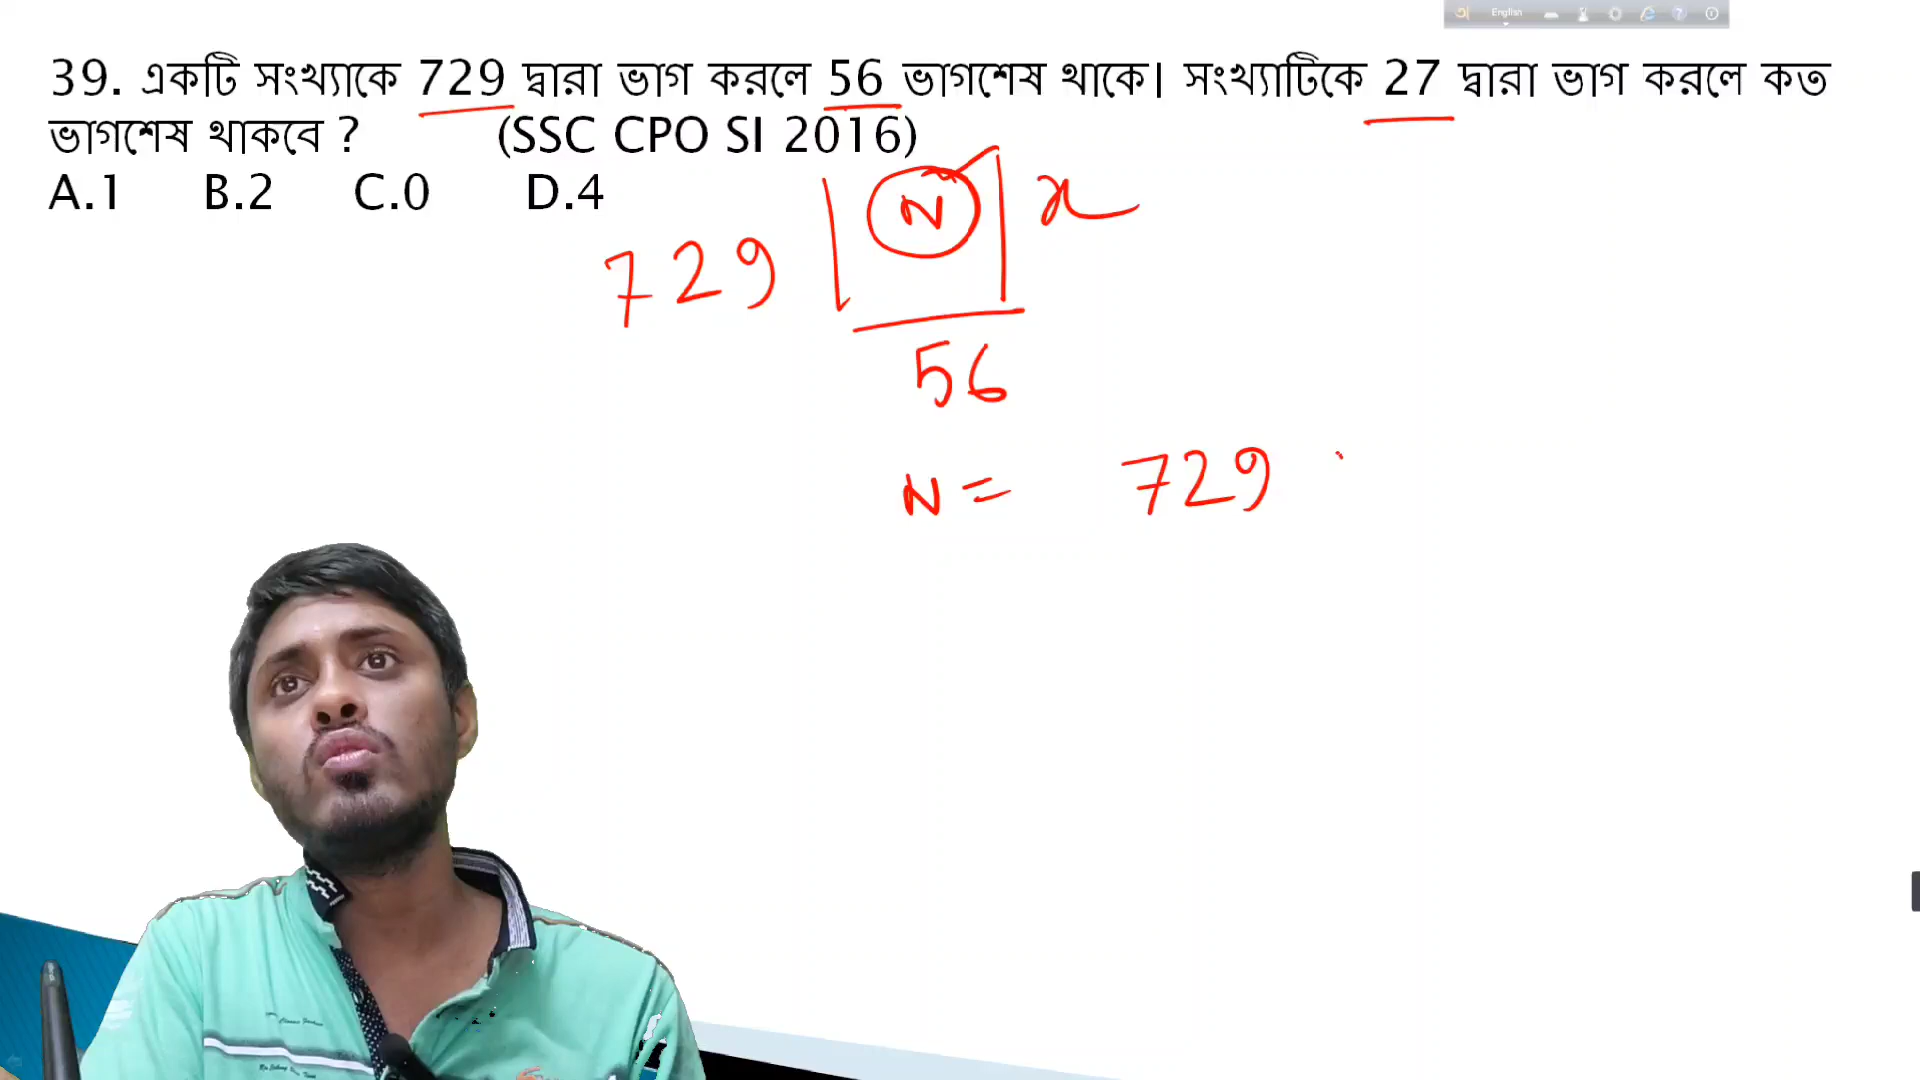 English
39. একটি সংখ্যাকে 729 দ্বারা ভাগ করলে 56 ভাগশেষ থাকে। সংখ্যাটিকে 27 দ্বারা ভাগ করলে কত
ভাগশেষ থাকবে ? (SSC CPO SI 2016)
A.1 B.2 C.0 D.4
729 N x
56
N = 729